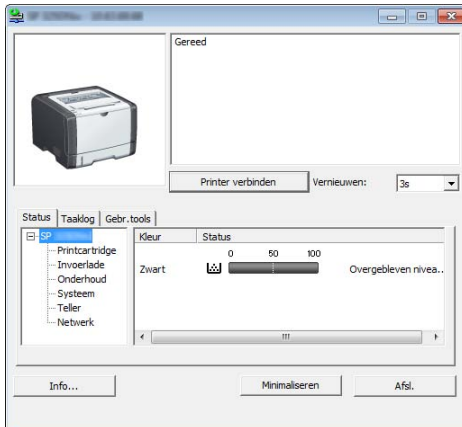 Gereed
Printer verbinden Vernieuwen: 3s
Status Taaklog Gebr.tools
SP
Printcartridge
Invoerlade
Onderhoud
Systeem
Teller
Netwerk
Kleur Status
0 50 100
Zwart Overgebleven nivea..
Info... Minimaliseren Afsl.